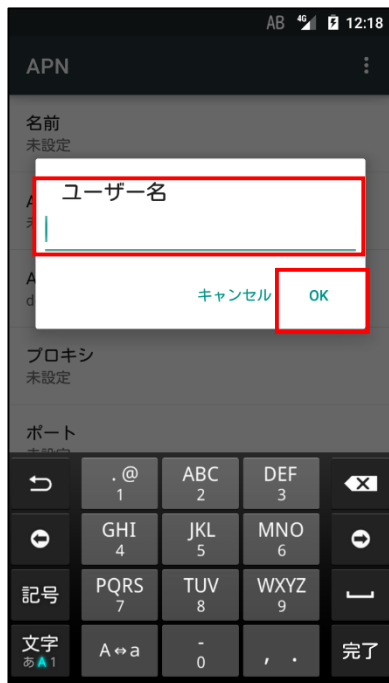 AB 4G 12:18
APN
名前
未設定
A
ユーザー名
未
A
d
キャンセル OK
プロキシ
未設定
ポート
. @ ABC DEF
1 2 3
GHI JKL MNO
4 5 6
記号 PQRS TUV WXYZ
7 8 9
文字 A⇔a - , .
あA1 0 完了